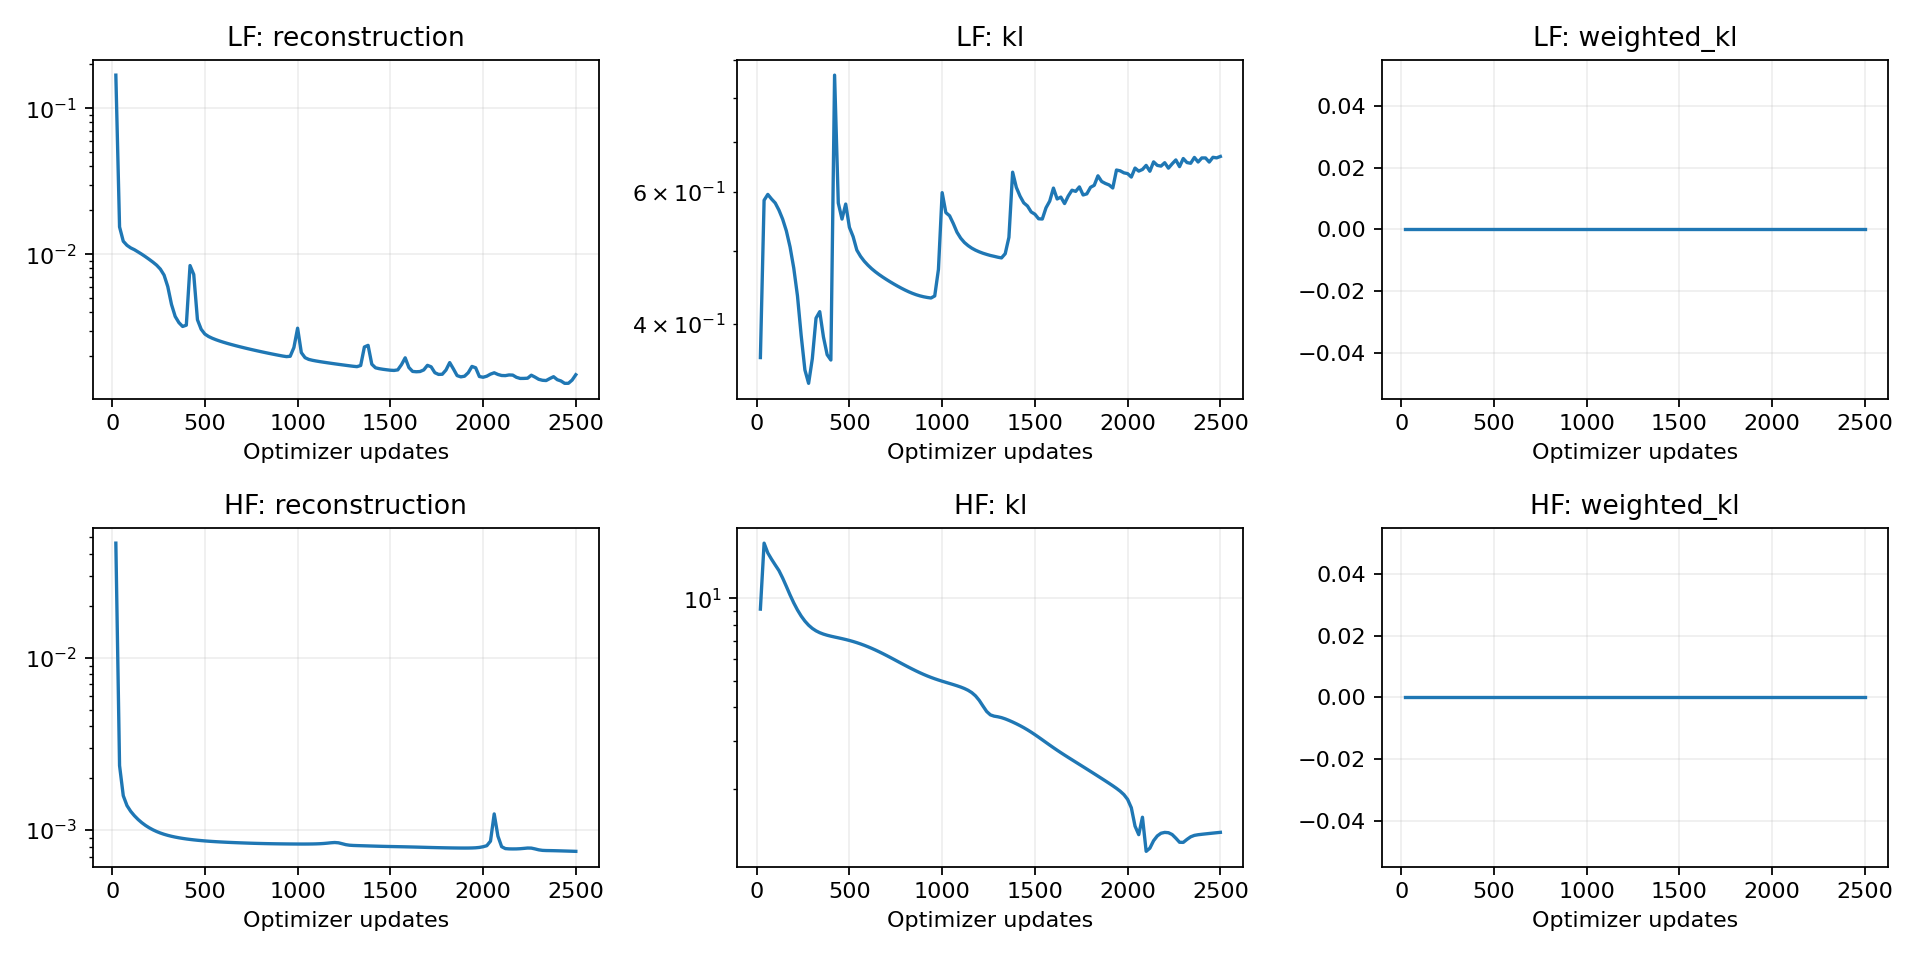 LF: reconstruction
LF: kl
LF: weighted_kl
10⁻¹
10⁻²
0 500 1000 1500 2000 2500
Optimizer updates
6 × 10⁻¹
4 × 10⁻¹
0 500 1000 1500 2000 2500
Optimizer updates
0.04
0.02
0.00
−0.02
−0.04
0 500 1000 1500 2000 2500
Optimizer updates
HF: reconstruction
HF: kl
HF: weighted_kl
10⁻²
10⁻³
0 500 1000 1500 2000 2500
Optimizer updates
10¹
0 500 1000 1500 2000 2500
Optimizer updates
0.04
0.02
0.00
−0.02
−0.04
0 500 1000 1500 2000 2500
Optimizer updates